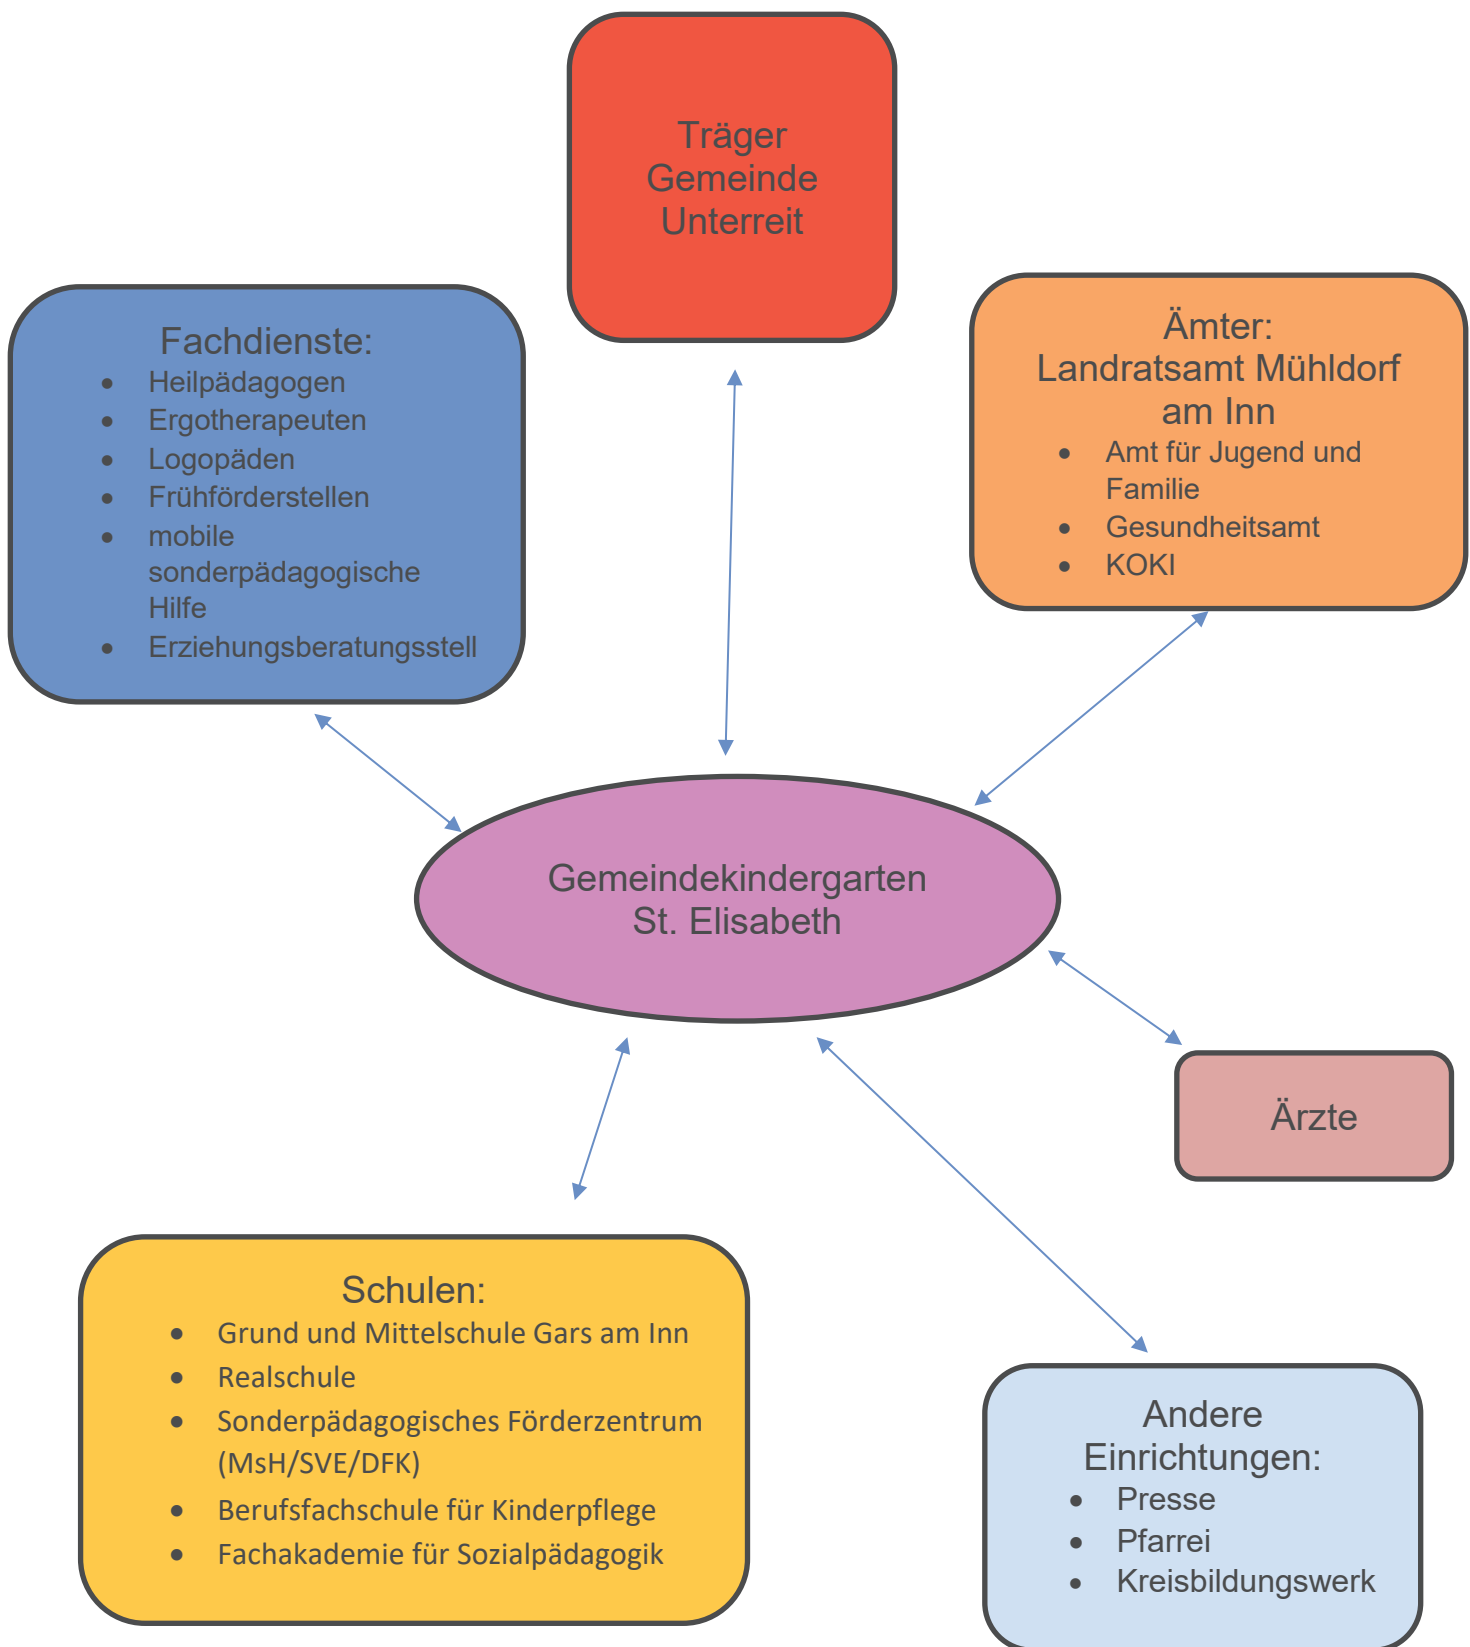 Träger
Gemeinde
Unterreit
Fachdienste:
• Heilpädagogen
• Ergotherapeuten
• Logopäden
• Frühförderstellen
• mobile
sonderpädagogische
Hilfe
• Erziehungsberatungsstell
Ämter:
Landratsamt Mühldorf
am Inn
• Amt für Jugend und
Familie
• Gesundheitsamt
• KOKI
Gemeindekindergarten
St. Elisabeth
Ärzte
Schulen:
• Grund und Mittelschule Gars am Inn
• Realschule
• Sonderpädagogisches Förderzentrum
(MsH/SVE/DFK)
• Berufsfachschule für Kinderpflege
• Fachakademie für Sozialpädagogik
Andere
Einrichtungen:
• Presse
• Pfarrei
• Kreisbildungswerk